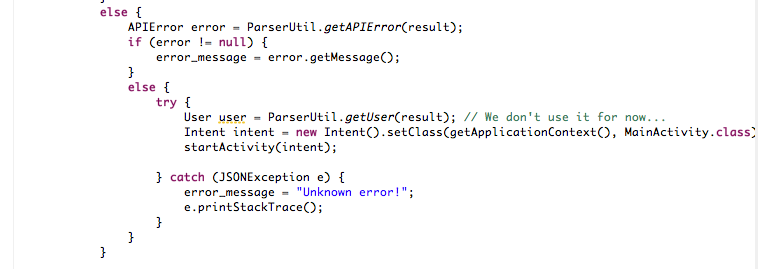 else {
APIError error = ParserUtil.getAPIError(result);
if (error != null) {
error_message = error.getMessage();
}
else {
try {
User user = ParserUtil.getUser(result); // We don't use it for now...
Intent intent = new Intent().setClass(getApplicationContext(), MainActivity.class)
startActivity(intent);
} catch (JSONException e) {
error_message = "Unknown error!";
e.printStackTrace();
}
}
}